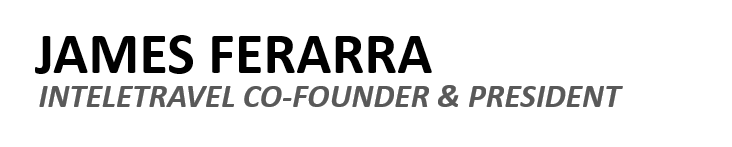 JAMES FERARRA
INTELETRAVEL CO-FOUNDER & PRESIDENT